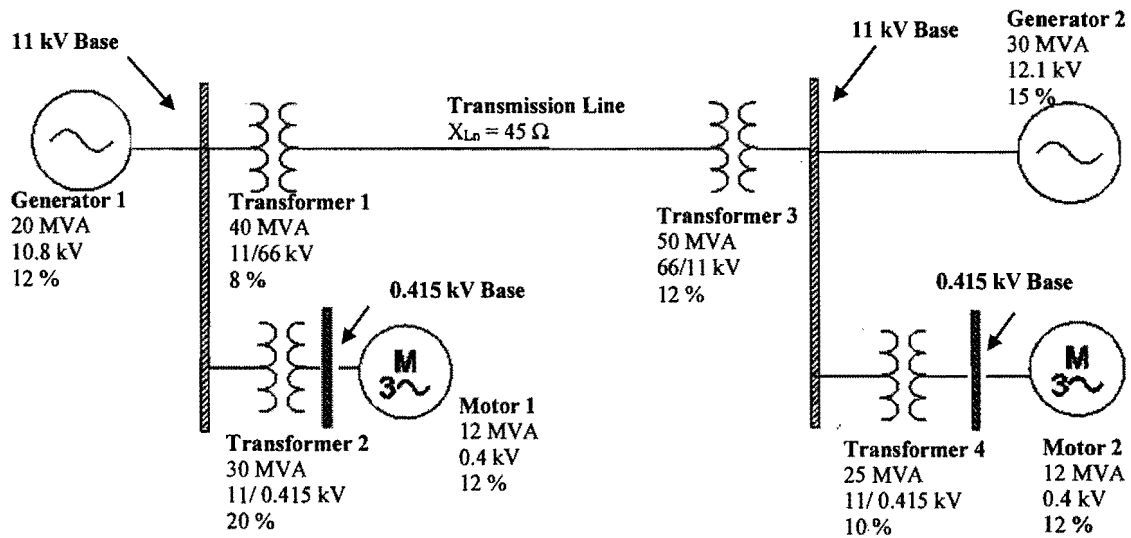 11 kV Base
Generator 1
20 MVA
10.8 kV
12 %
Transformer 1
40 MVA
11/66 kV
8 %
Transmission Line
X_Ln = 45 Ω
0.415 kV Base
Transformer 2
30 MVA
11/ 0.415 kV
20 %
M
3~
Motor 1
12 MVA
0.4 kV
12 %
Transformer 3
50 MVA
66/11 kV
12 %
11 kV Base
Generator 2
30 MVA
12.1 kV
15 %
0.415 kV Base
Transformer 4
25 MVA
11/ 0.415 kV
10 %
M
3~
Motor 2
12 MVA
0.4 kV
12 %